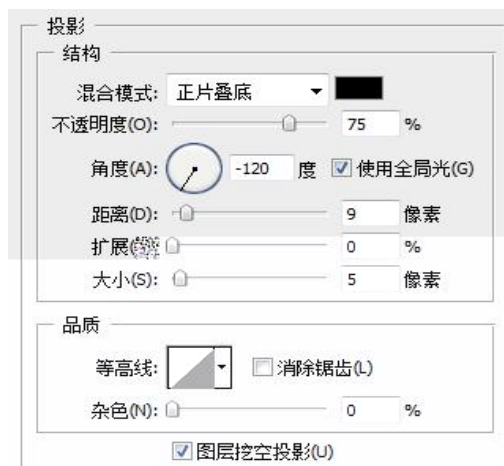 投影
结构
混合模式: 正片叠底
不透明度(O): 75 %
角度(A): -120 度 使用全局光(G)
距离(D): 9 像素
扩展 0 %
大小(S): 5 像素
品质
等高线: 消除锯齿(L)
杂色(N): 0 %
图层挖空投影(U)